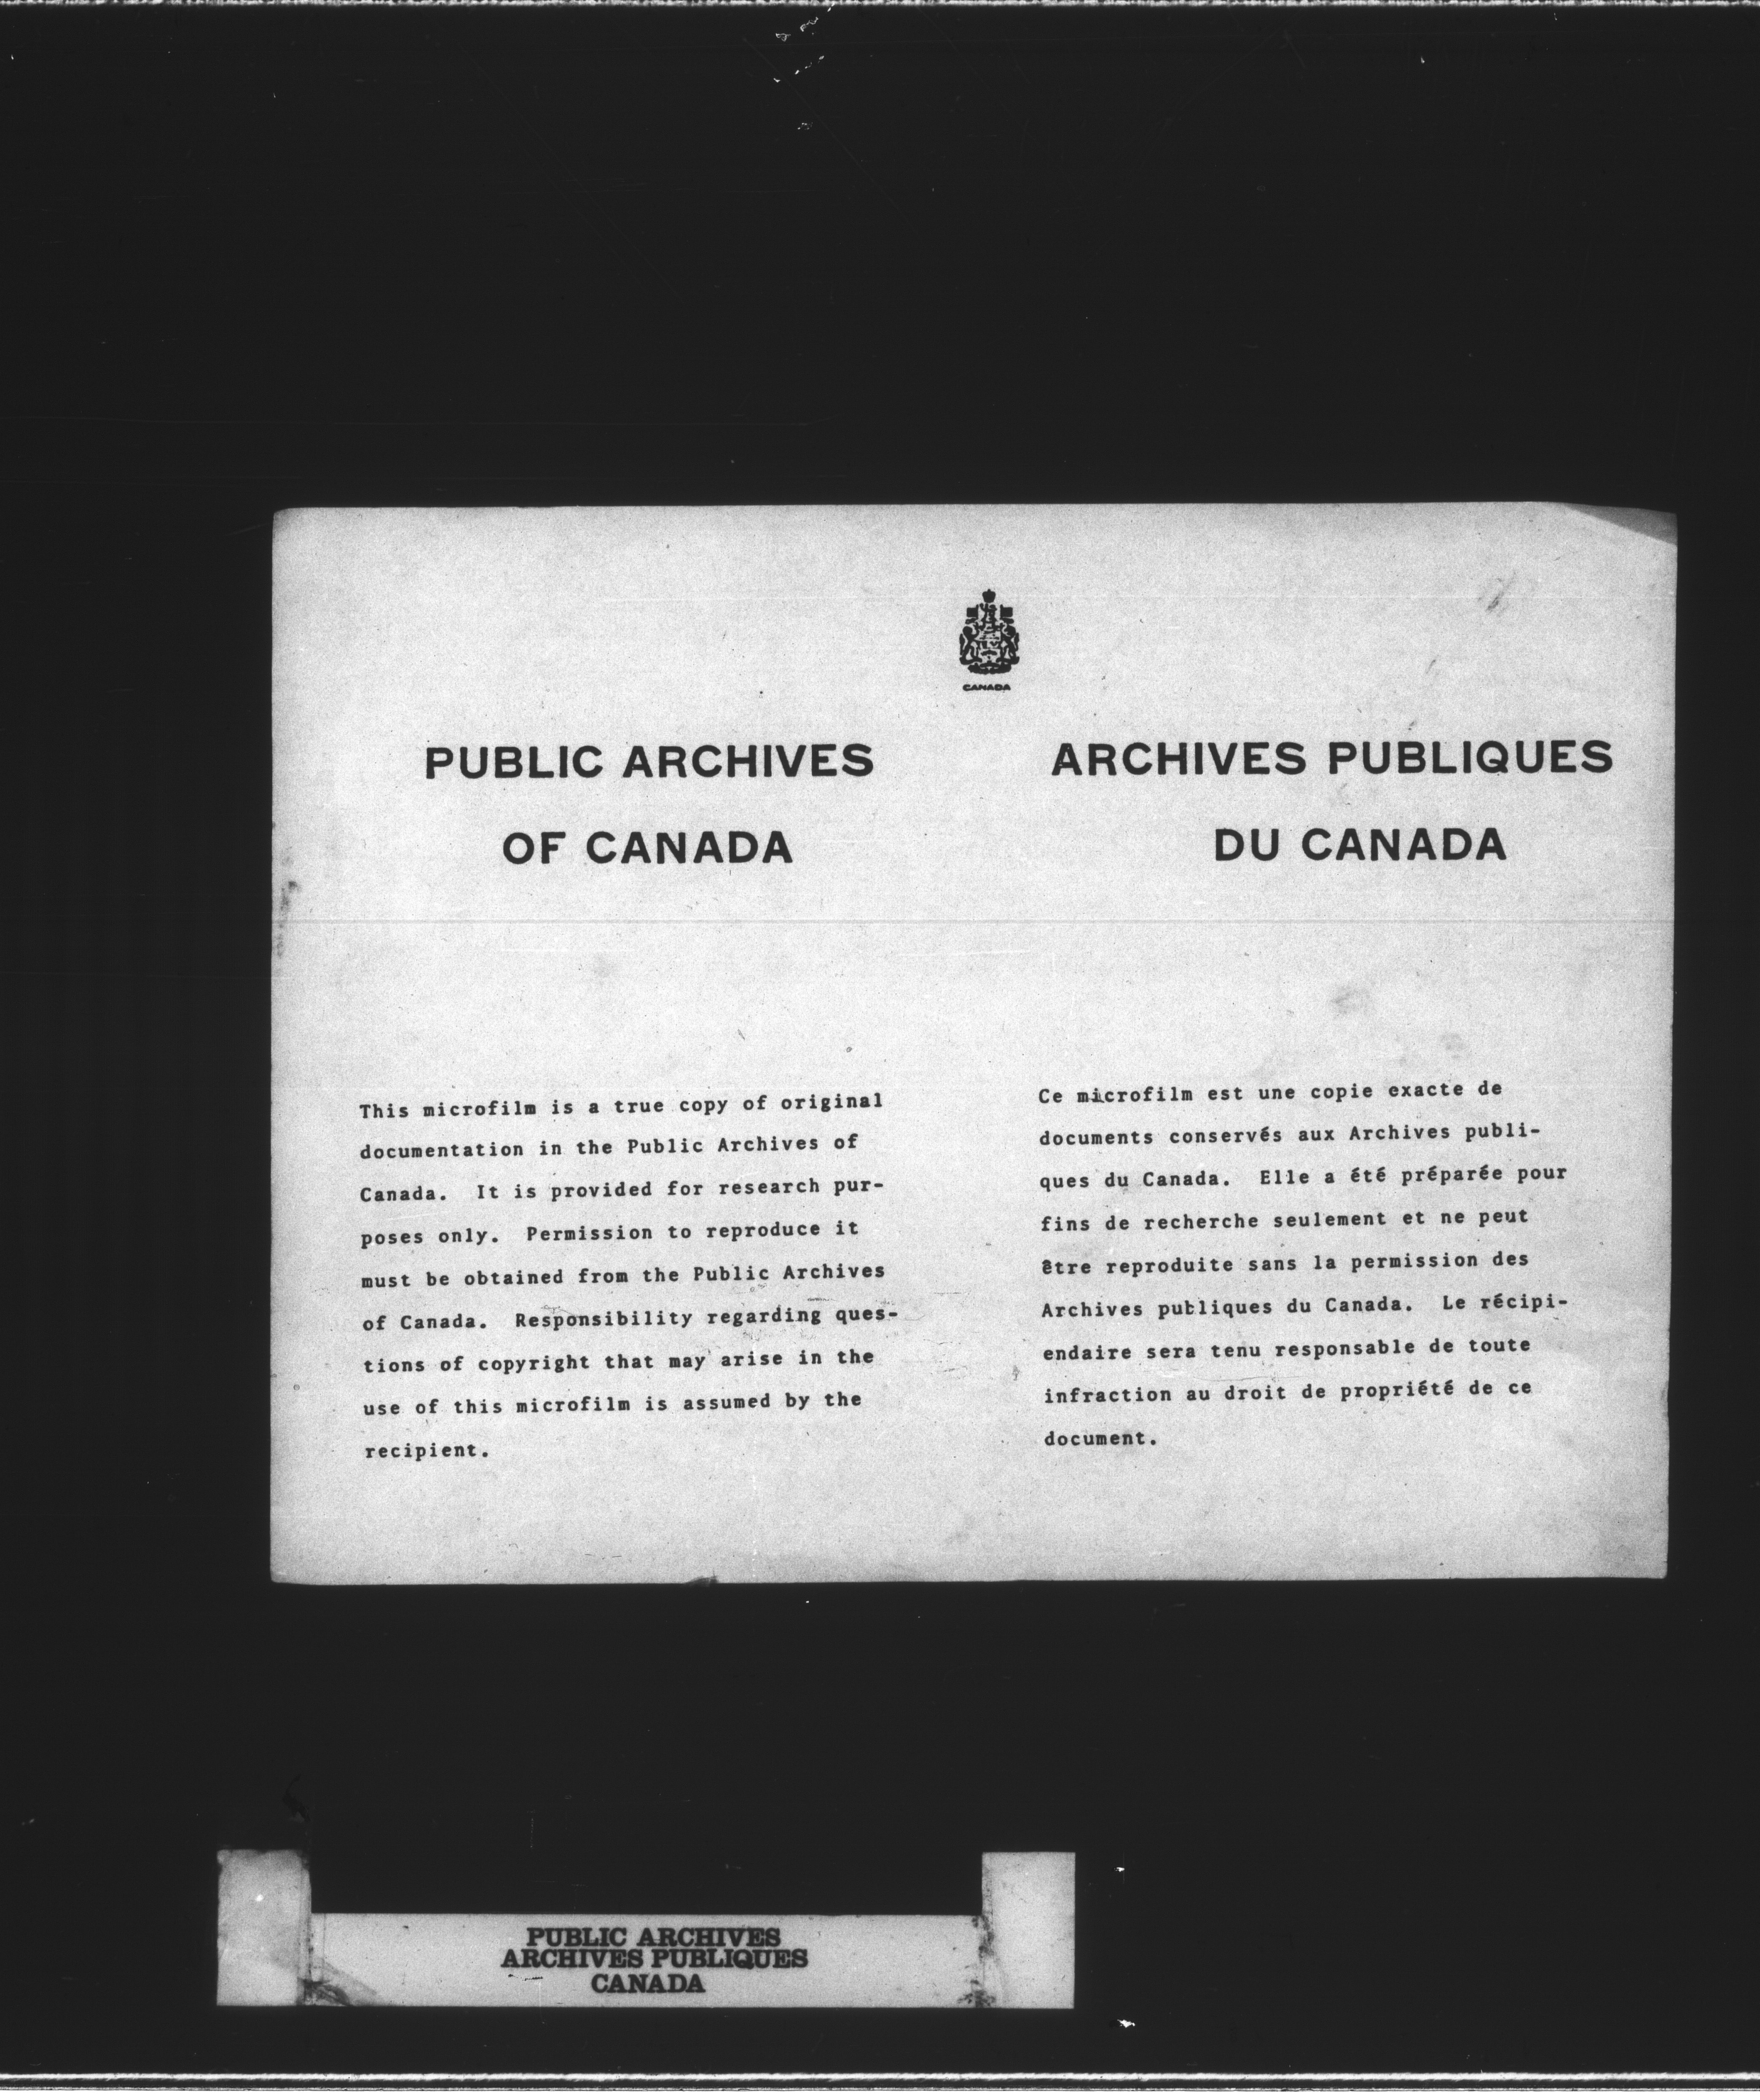 CANADA
PUBLIC ARCHIVES
OF CANADA
This microfilm is a true copy of original
documentation in the Public Archives of
Canada. It is provided for research pur-
poses only. Permission to reproduce it
must be obtained from the Public Archives
of Canada. Responsibility regarding ques-
tions of copyright that may arise in the
use of this microfilm is assumed by the
recipient.
ARCHIVES PUBLIQUES
DU CANADA
Ce microfilm est une copie exacte de
documents conservés aux Archives publi-
ques du Canada. Elle a été préparée pour
fins de recherche seulement et ne peut
être reproduite sans la permission des
Archives publiques du Canada. Le récipi-
endaire sera tenu responsable de toute
infraction au droit de propriété de ce
document.
PUBLIC ARCHIVES
ARCHIVES PUBLIQUES
CANADA